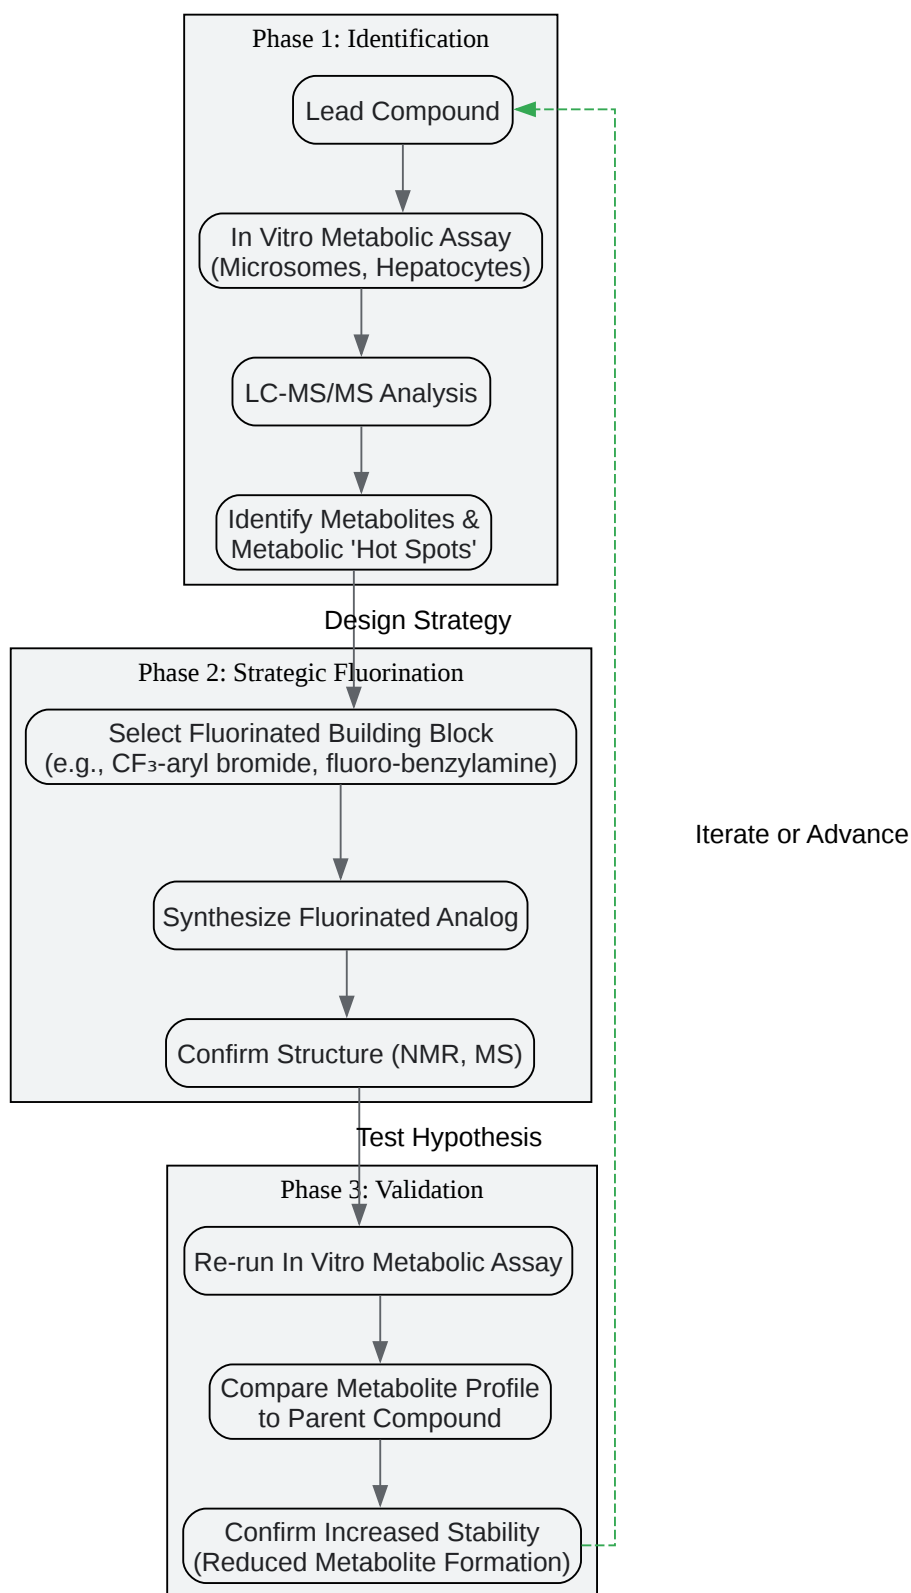 Phase 1: Identification
Lead Compound
In Vitro Metabolic Assay
(Microsomes, Hepatocytes)
LC-MS/MS Analysis
Identify Metabolites &
Metabolic 'Hot Spots'
Design Strategy
Phase 2: Strategic Fluorination
Select Fluorinated Building Block
(e.g., CF₃-aryl bromide, fluoro-benzylamine)
Iterate or Advance
Synthesize Fluorinated Analog
Confirm Structure (NMR, MS)
Test Hypothesis
Phase 3: Validation
Re-run In Vitro Metabolic Assay
Compare Metabolite Profile
to Parent Compound
Confirm Increased Stability
(Reduced Metabolite Formation)